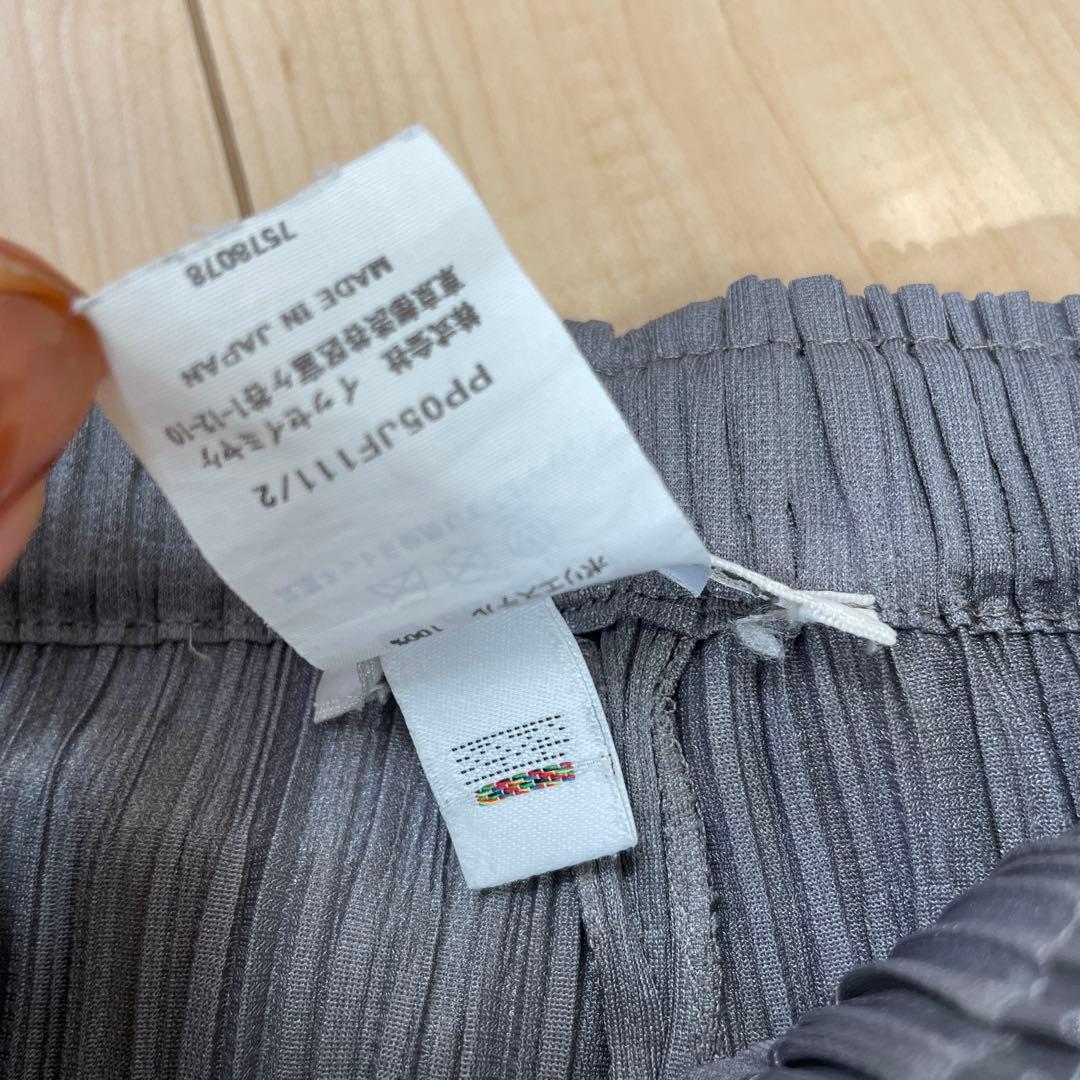 ポリエステル 100%
PP05JF111/2
株式会社 イッセイミヤケ
東京都渋谷区富ヶ谷1-12-10
MADE IN JAPAN
7578078